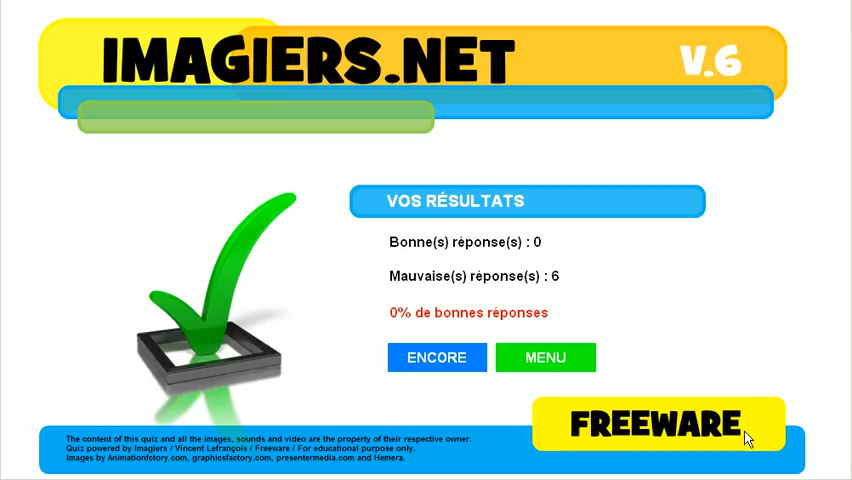 IMAGIERS.NET
V.6
VOS RÉSULTATS
Bonne(s) réponse(s) : 0
Mauvaise(s) réponse(s) : 6
0% de bonnes réponses
ENCORE
MENU
FREEWARE
The content of this quiz and all the images, sounds and video are the property of their respective owner.
Quiz powered by Imagiers / Vincent Lefrançois / Freeware / For educational purpose only.
Images by Animationfctory.com, graphicsfactory.com, presentermedia.com and Hemera.